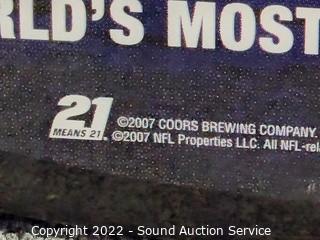 RLD'S MOST
21 ©2007 COORS BREWING COMPANY.
MEANS 21. ©2007 NFL Properties LLC. All NFL-rel
Copyright 2022 - Sound Auction Service